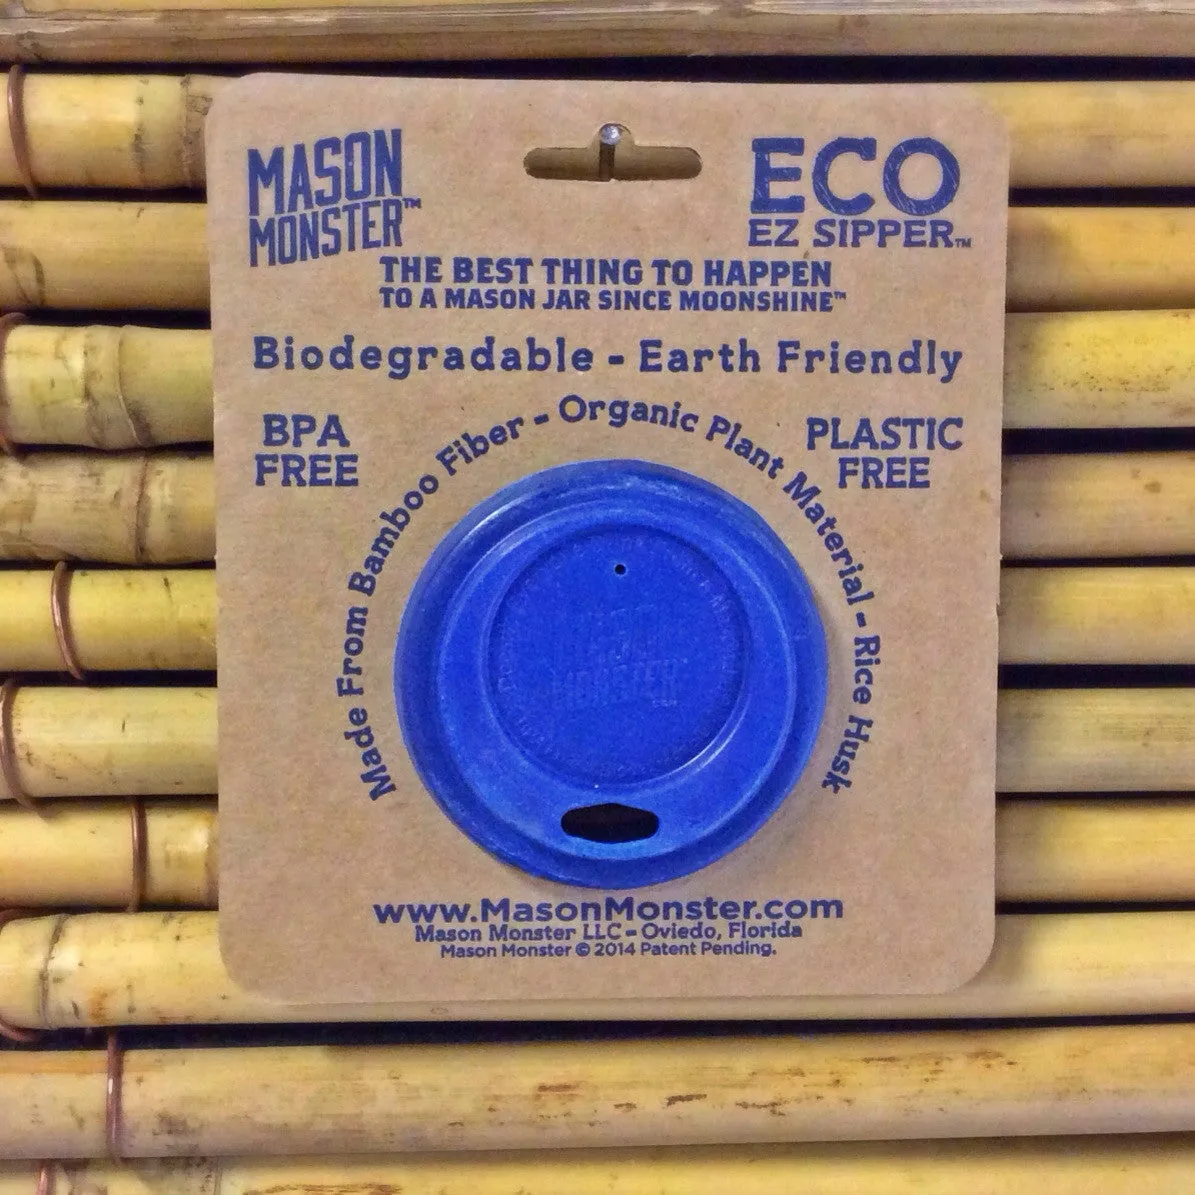 MASON
MONSTER™
ECO
EZ SIPPER™
THE BEST THING TO HAPPEN
TO A MASON JAR SINCE MOONSHINE™
Biodegradable - Earth Friendly
BPA
FREE
PLASTIC
FREE
Made From Bamboo Fiber - Organic Plant Material - Rice Husk
MONSTER
www.MasonMonster.com
Mason Monster LLC - Oviedo, Florida
Mason Monster © 2014 Patent Pending.